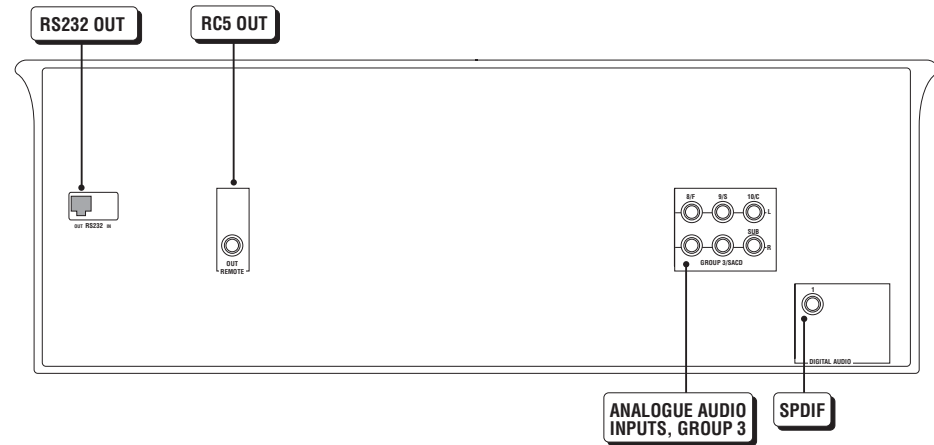 RS232 OUT
RC5 OUT
OUT RS232 IN
OUT
REMOTE
8/F 9/S 10/C
L
SUB
R
GROUP 3/SACD
1
DIGITAL AUDIO
ANALOGUE AUDIO
INPUTS, GROUP 3
SPDIF